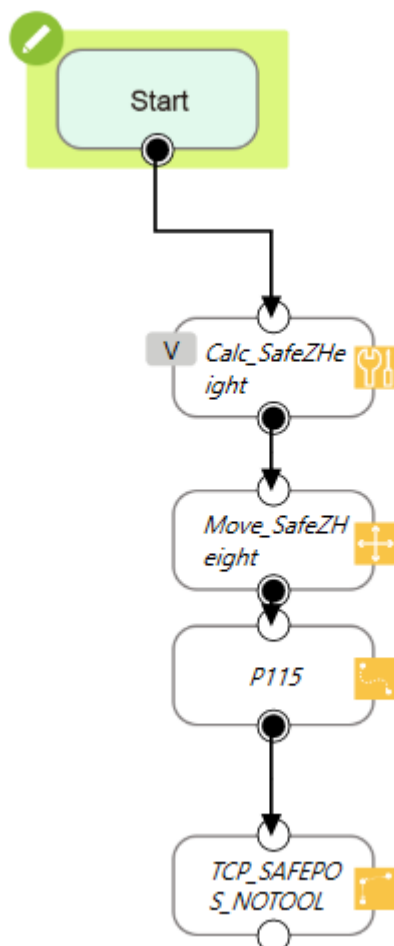 Start
V
Calc_SafeZHe
ight
Move_SafeZH
eight
P115
TCP_SAFEPO
S_NOTOOL